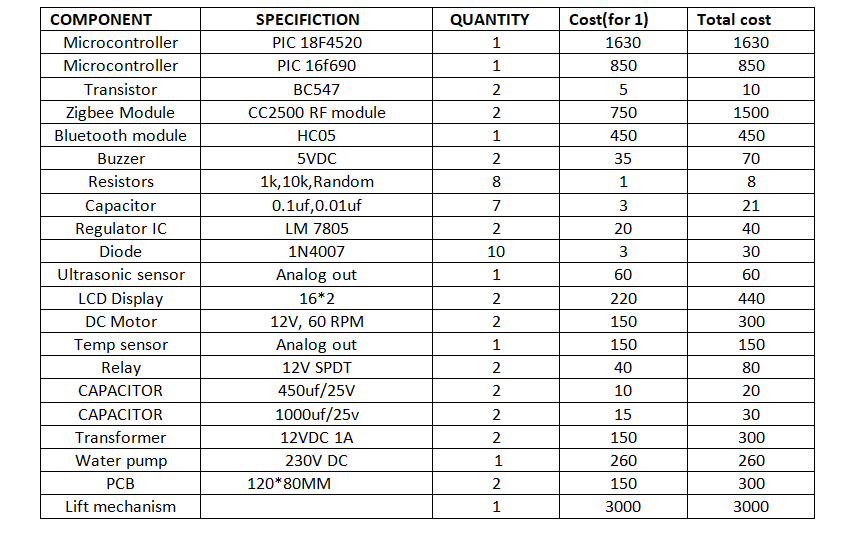 COMPONENT SPECIFICTION QUANTITY Cost(for 1) Total cost
Microcontroller PIC 18F4520 1 1630 1630
Microcontroller PIC 16f690 1 850 850
Transistor BC547 2 5 10
Zigbee Module CC2500 RF module 2 750 1500
Bluetooth module HC05 1 450 450
Buzzer 5VDC 2 35 70
Resistors 1k,10k,Random 8 1 8
Capacitor 0.1uf,0.01uf 7 3 21
Regulator IC LM 7805 2 20 40
Diode 1N4007 10 3 30
Ultrasonic sensor Analog out 1 60 60
LCD Display 16*2 2 220 440
DC Motor 12V, 60 RPM 2 150 300
Temp sensor Analog out 1 150 150
Relay 12V SPDT 2 40 80
CAPACITOR 450uf/25V 2 10 20
CAPACITOR 1000uf/25v 2 15 30
Transformer 12VDC 1A 2 150 300
Water pump 230V DC 1 260 260
PCB 120*80MM 2 150 300
Lift mechanism 1 3000 3000